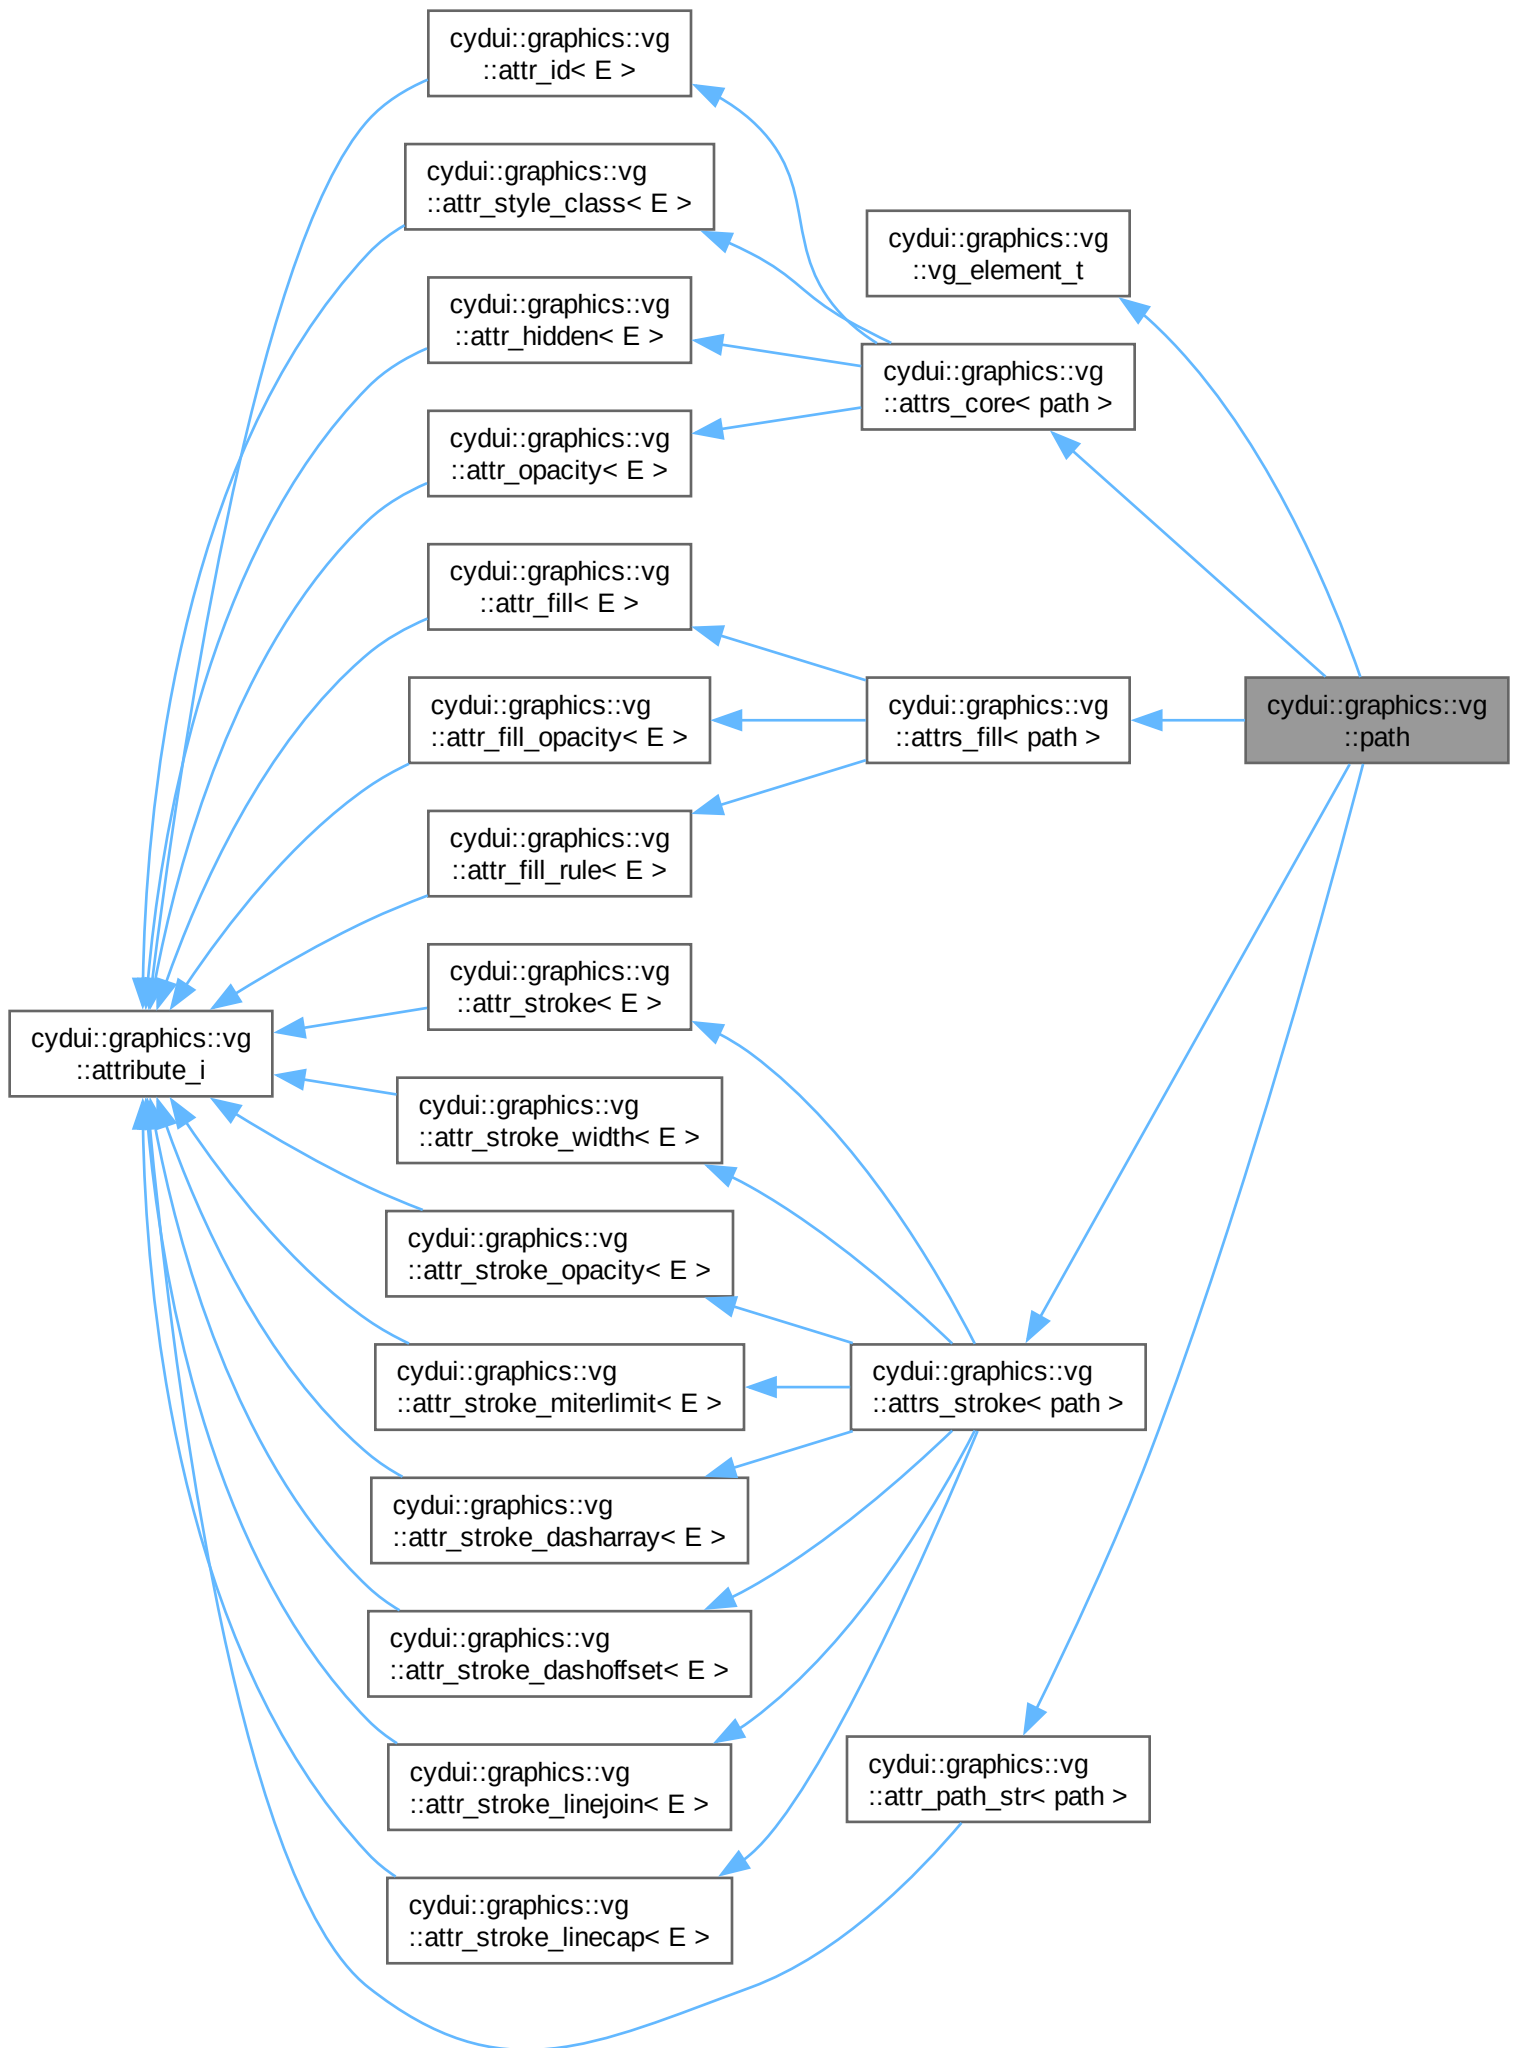 cydui::graphics::vg
::attr_id< E >
cydui::graphics::vg
::attr_style_class< E >
cydui::graphics::vg
::vg_element_t
cydui::graphics::vg
::attr_hidden< E >
cydui::graphics::vg
::attrs_core< path >
cydui::graphics::vg
::attr_opacity< E >
cydui::graphics::vg
::attr_fill< E >
cydui::graphics::vg
::attr_fill_opacity< E >
cydui::graphics::vg
::attrs_fill< path >
cydui::graphics::vg
::path
cydui::graphics::vg
::attr_fill_rule< E >
cydui::graphics::vg
::attr_stroke< E >
cydui::graphics::vg
::attribute_i
cydui::graphics::vg
::attr_stroke_width< E >
cydui::graphics::vg
::attr_stroke_opacity< E >
cydui::graphics::vg
::attr_stroke_miterlimit< E >
cydui::graphics::vg
::attrs_stroke< path >
cydui::graphics::vg
::attr_stroke_dasharray< E >
cydui::graphics::vg
::attr_stroke_dashoffset< E >
cydui::graphics::vg
::attr_stroke_linejoin< E >
cydui::graphics::vg
::attr_path_str< path >
cydui::graphics::vg
::attr_stroke_linecap< E >